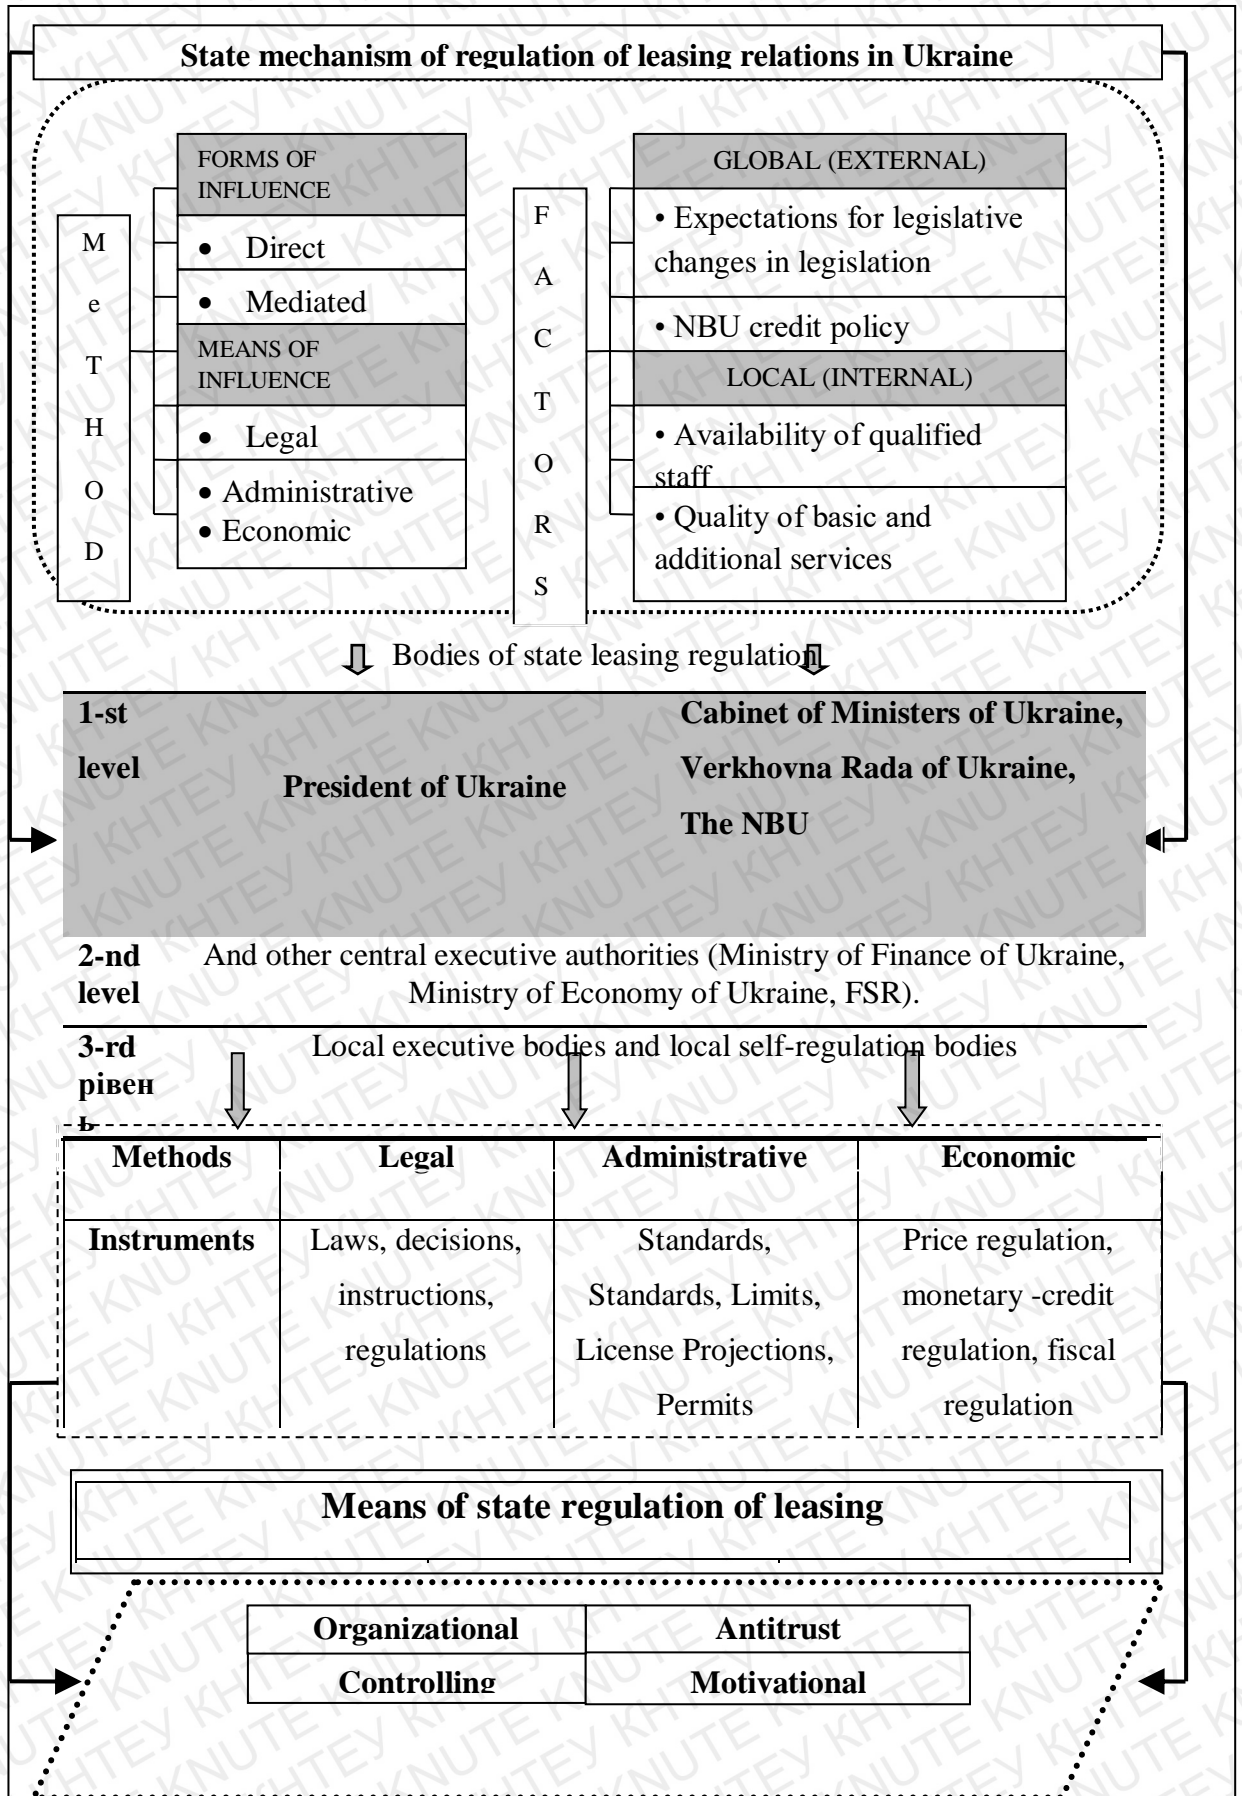 State mechanism of regulation of leasing relations in Ukraine
M
e
T
H
O
D
FORMS OF
INFLUENCE
• Direct
• Mediated
MEANS OF
INFLUENCE
• Legal
• Administrative
• Economic
F
A
C
T
O
R
S
GLOBAL (EXTERNAL)
• Expectations for legislative
changes in legislation
• NBU credit policy
LOCAL (INTERNAL)
• Availability of qualified
staff
• Quality of basic and
additional services
Bodies of state leasing regulation
1-st
level
President of Ukraine
Cabinet of Ministers of Ukraine,
Verkhovna Rada of Ukraine,
The NBU
2-nd
level
And other central executive authorities (Ministry of Finance of Ukraine,
Ministry of Economy of Ukraine, FSR).
3-rd
рівен
ь
Local executive bodies and local self-regulation bodies
Methods Legal Administrative Economic
Instruments
Laws, decisions,
instructions,
regulations
Standards,
Standards, Limits,
License Projections,
Permits
Price regulation,
monetary -credit
regulation, fiscal
regulation
Means of state regulation of leasing
Organizational Antitrust
Controlling Motivational